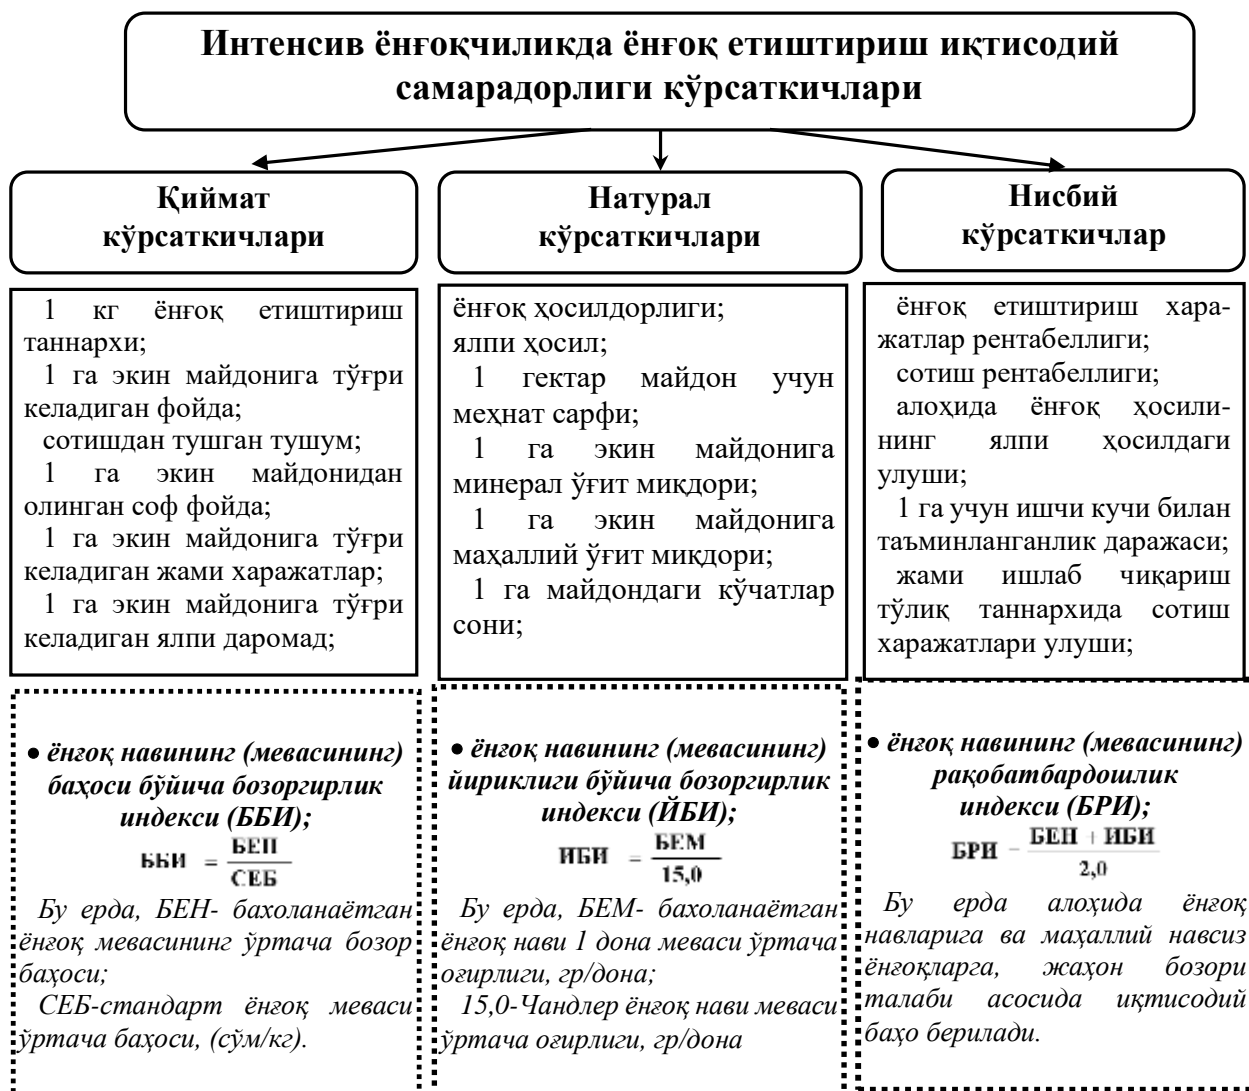 Интенсив ёнғоқчиликда ёнғоқ етиштириш иқтисодий
самарадорлиги кўрсаткичлари
Қиймат
кўрсаткичлари
1 кг ёнғоқ етиштириш
таннархи;
1 га экин майдонига тўғри
келадиган фойда;
сотишдан тушган тушум;
1 га экин майдонидан
олинган соф фойда;
1 га экин майдонига тўғри
келадиган жами харажатлар;
1 га экин майдонига тўғри
келадиган ялпи даромад;
• ёнғоқ навининг (мевасининг)
баҳоси бўйича бозоргирлик
индекси (ББИ);
ББИ = БЕП / СЕБ
Бу ерда, БЕН- бахоланаётган
ёнғоқ мевасининг ўртача бозор
баҳоси;
СЕБ-стандарт ёнғоқ меваси
ўртача баҳоси, (сўм/кг).
Натурал
кўрсаткичлари
ёнғоқ ҳосилдорлиги;
ялпи ҳосил;
1 гектар майдон учун
меҳнат сарфи;
1 га экин майдонига
минерал ўғит миқдори;
1 га экин майдонига
маҳаллий ўғит миқдори;
1 га майдондаги кўчатлар
сони;
• ёнғоқ навининг (мевасининг)
йириклиги бўйича бозоргирлик
индекси (ЙБИ);
ИБИ = БЕМ / 15,0
Бу ерда, БЕМ- бахоланаётган
ёнғоқ нави 1 дона меваси ўртача
оғирлиги, гр/дона;
15,0-Чандлер ёнғоқ нави меваси
ўртача оғирлиги, гр/дона
Нисбий
кўрсаткичлар
ёнғоқ етиштириш хара-
жатлар рентабеллиги;
сотиш рентабеллиги;
алоҳида ёнғоқ ҳосили-
нинг ялпи ҳосилдаги
улуши;
1 га учун ишчи кучи билан
таъминланганлик даражаси;
жами ишлаб чиқариш
тўлиқ таннархида сотиш
харажатлари улуши;
• ёнғоқ навининг (мевасининг)
рақобатбардошлик
индекси (БРИ);
БРИ = БЕН + ИБИ / 2,0
Бу ерда алоҳида ёнғоқ
навларига ва маҳаллий навсиз
ёнғоқларга, жаҳон бозори
талаби асосида иқтисодий
баҳо берилади.